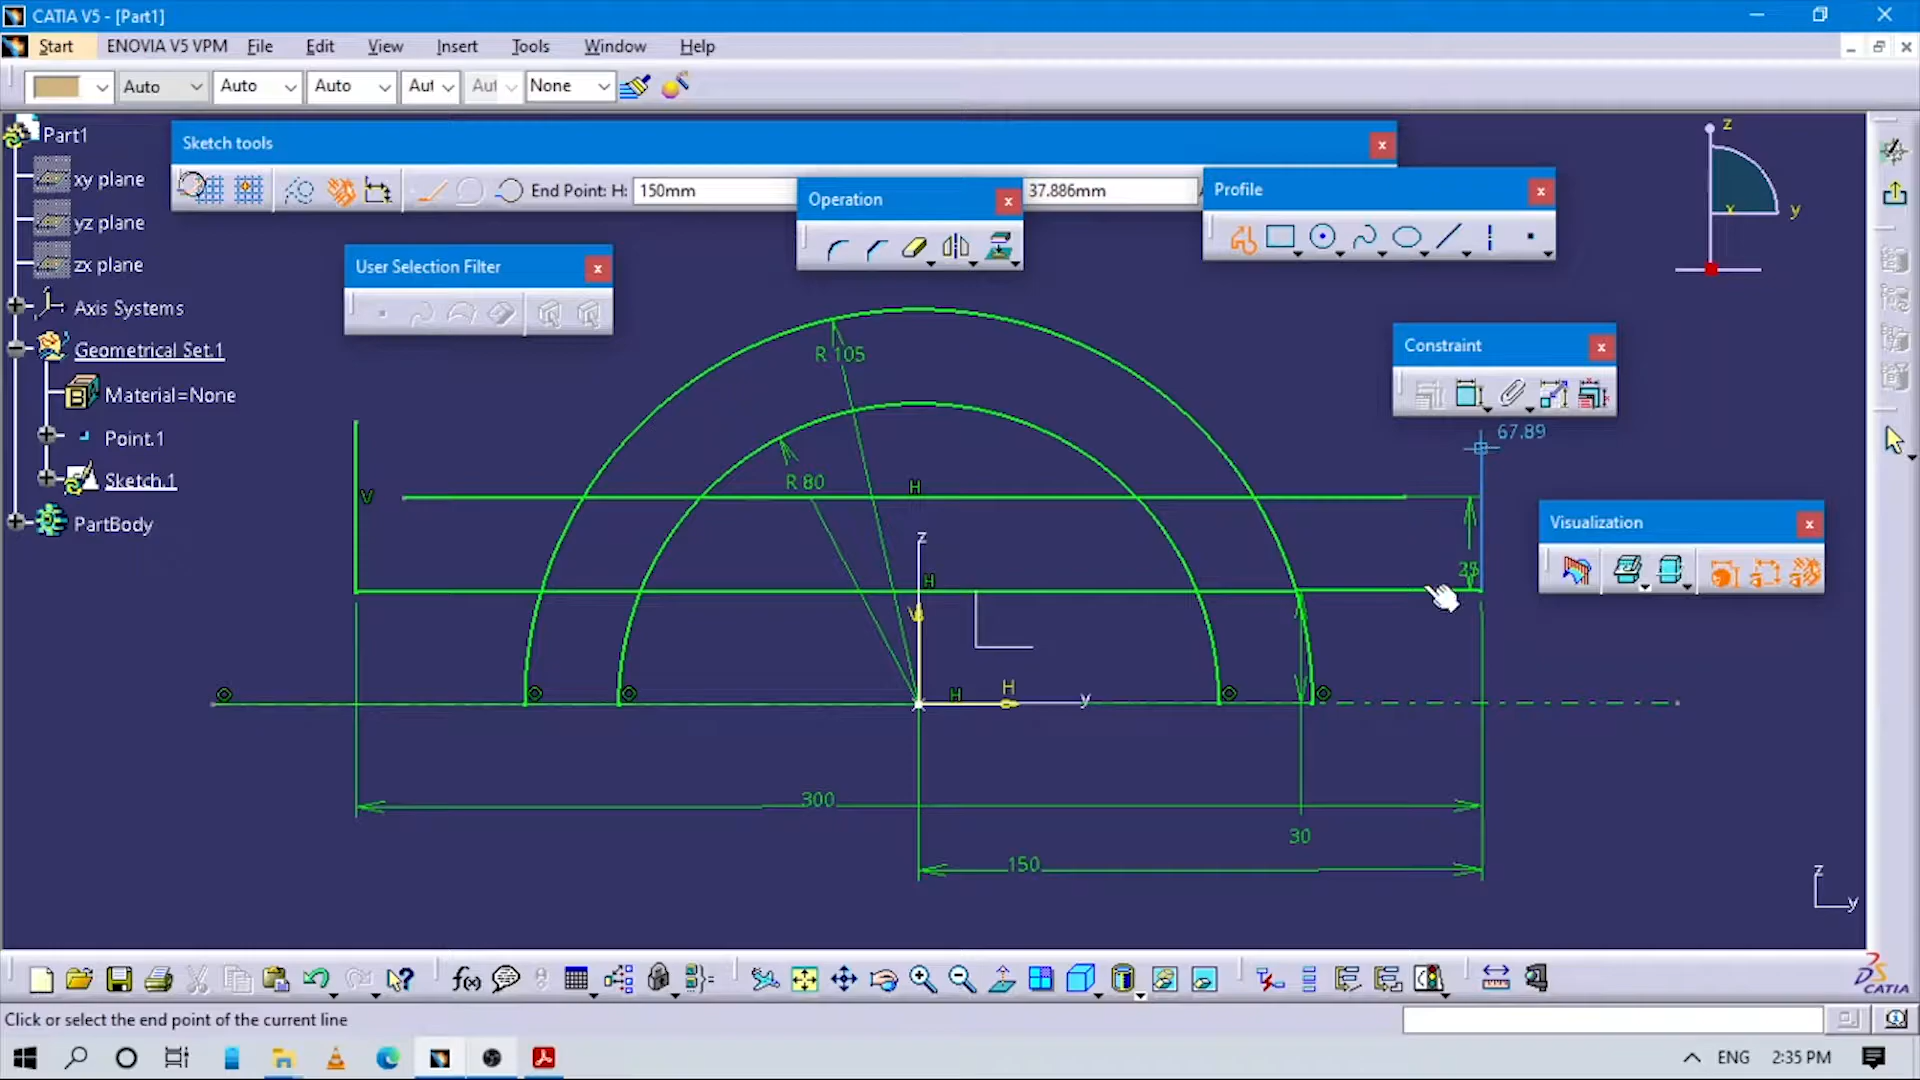 CATIA V5 - [Part1]
Start ENOVIA V5 VPM File Edit View Insert Tools Window Help
Auto Auto Auto Aut Aut None
Part1
xy plane
yz plane
zx plane
Axis Systems
Geometrical Set.1
Material=None
Point.1
Sketch.1
PartBody
Sketch tools
End Point: H: 150mm 37.886mm
Operation
Profile
User Selection Filter
Constraint
Visualization
z
x
y
67.89
R 105
R 80
V
H
z
H
25
V
H
H
y
300
30
150
z
y
f(x)
CATIA
Click or select the end point of the current line
ENG 2:35 PM